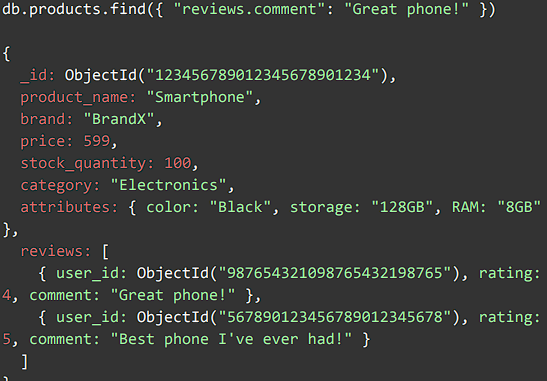 db.products.find({ "reviews.comment": "Great phone!" })
{
_id: ObjectId("123456789012345678901234"),
product_name: "Smartphone",
brand: "BrandX",
price: 599,
stock_quantity: 100,
category: "Electronics",
attributes: { color: "Black", storage: "128GB", RAM: "8GB"
},
reviews: [
{ user_id: ObjectId("987654321098765432198765"), rating:
4, comment: "Great phone!" },
{ user_id: ObjectId("567890123456789012345678"), rating:
5, comment: "Best phone I've ever had!" }
]
}